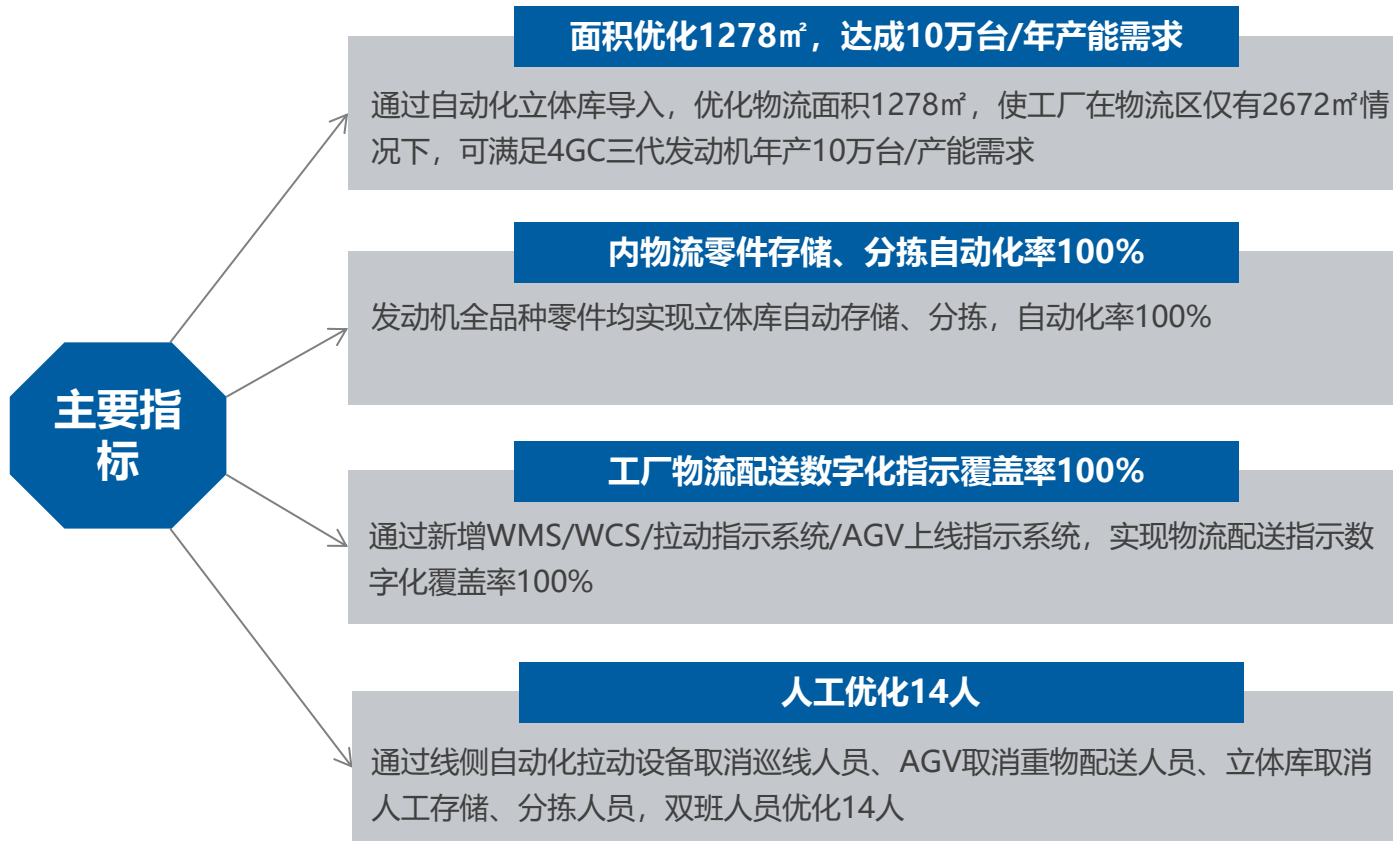 面积优化1278㎡，达成10万台/年产能需求
通过自动化立体库导入，优化物流面积1278㎡，使工厂在物流区仅有2672㎡情
况下，可满足4GC三代发动机年产10万台/产能需求
内物流零件存储、分拣自动化率100%
发动机全品种零件均实现立体库自动存储、分拣，自动化率100%
主要指
标
工厂物流配送数字化指示覆盖率100%
通过新增WMS/WCS/拉动指示系统/AGV上线指示系统，实现物流配送指示数
字化覆盖率100%
人工优化14人
通过线侧自动化拉动设备取消巡线人员、AGV取消重物配送人员、立体库取消
人工存储、分拣人员，双班人员优化14人